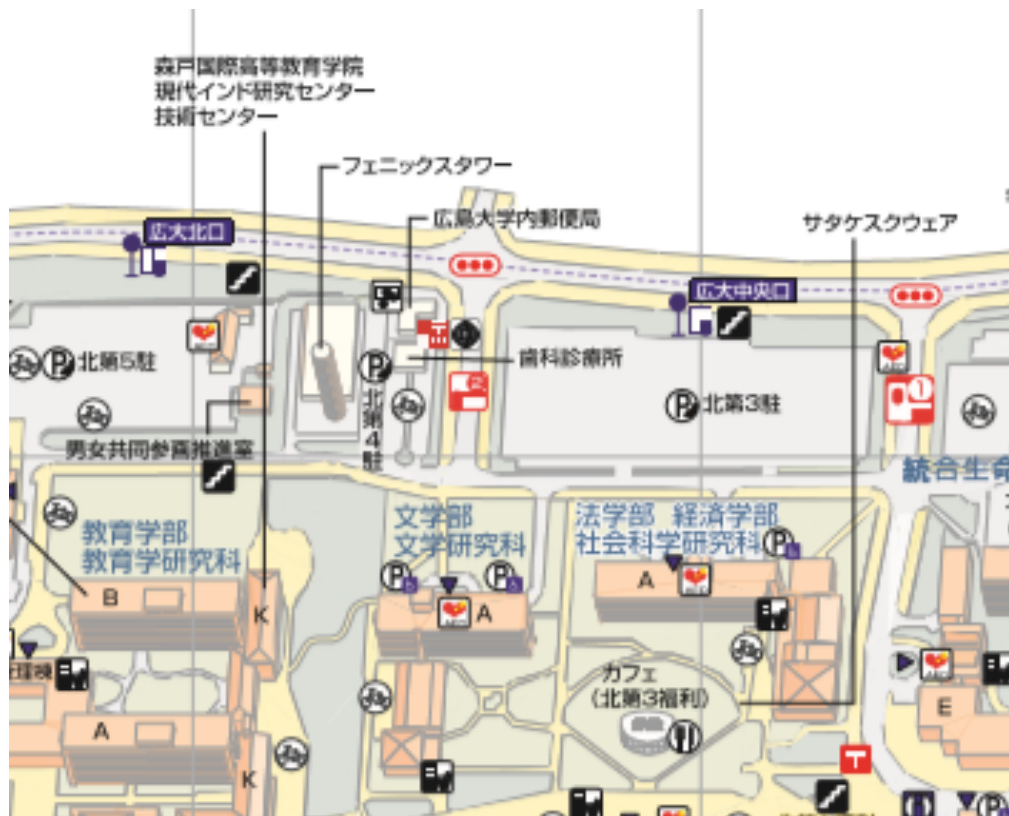 森戸国際高等教育学院
現代インド研究センター
技術センター
フェニックスタワー
広島大学内郵便局
サタケスクウェア
広大北口
広大中央口
歯科診療所
北第5駐
北第4駐
北第3駐
男女共同参画推進室
2
1
統合生命
教育学部
教育学研究科
文学部
文学研究科
法学部 経済学部
社会科学研究科
P
P
P
P
P
P
B
K
A
A
管理棟
カフェ
(北第3福利)
A
K
E
P